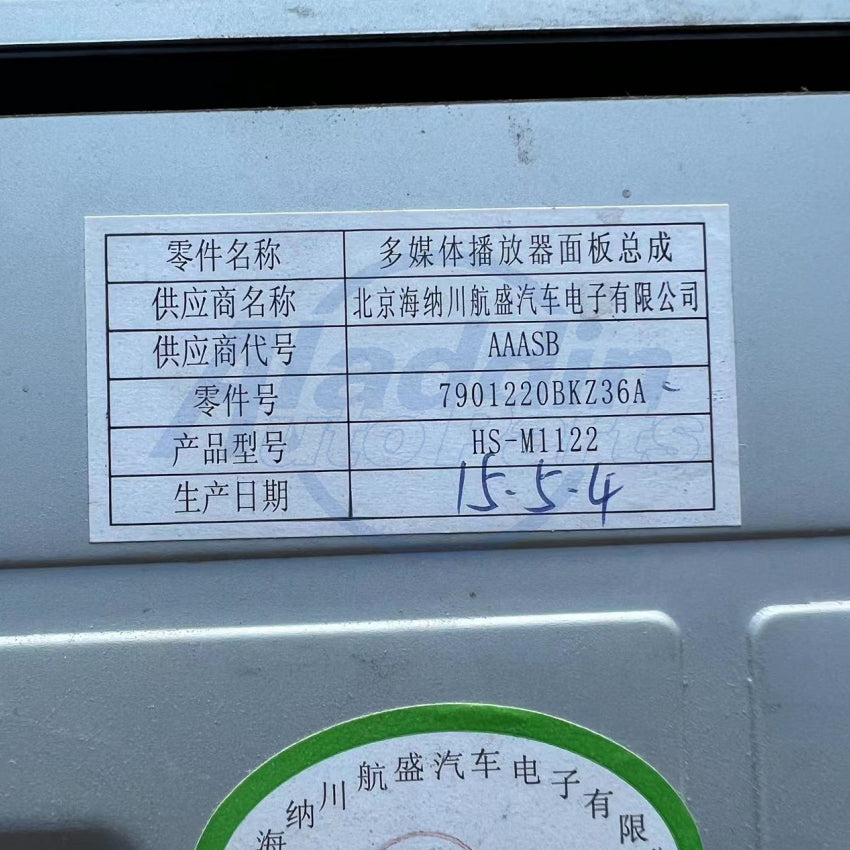 零件名称 多媒体播放器面板总成
供应商名称 北京海纳川航盛汽车电子有限公司
供应商代号 AAASB
零件号 7901220BKZ36A
产品型号 HS-M1122
生产日期 15.5.4
Aladdin
AUTO PARTS
海纳川航盛汽车电子有限